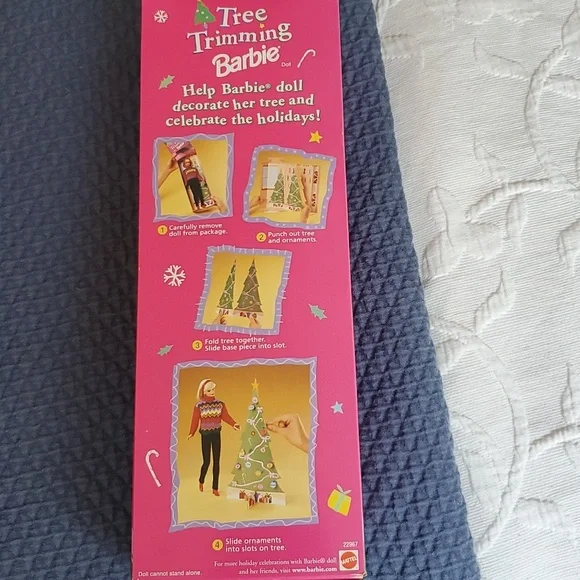 Tree
Trimming
Barbie®
Doll
Help Barbie® doll
decorate her tree and
celebrate the holidays!
1 Carefully remove
doll from package.
2 Punch out tree
and ornaments.
3 Fold tree together.
Slide base piece into slot.
4 Slide ornaments
into slots on tree.
22967
MATTEL
For more holiday celebrations with Barbie® doll
and her friends, visit www.barbie.com
Doll cannot stand alone.